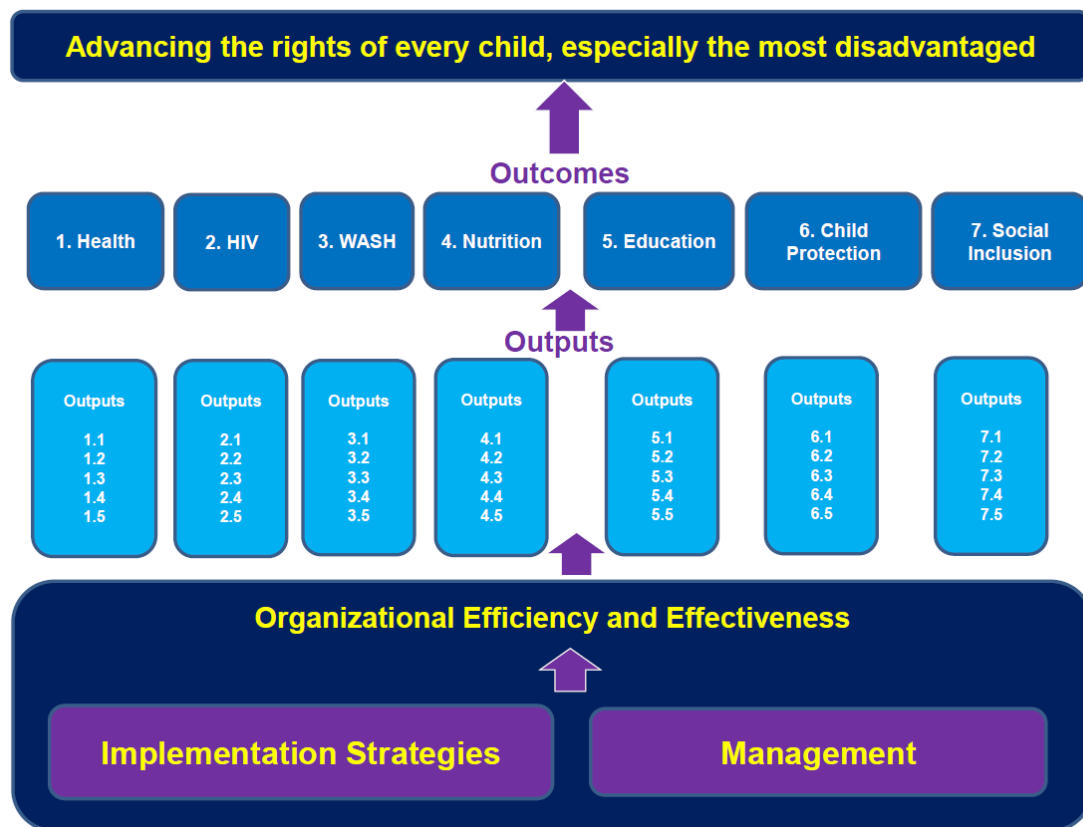 Advancing the rights of every child, especially the most disadvantaged
Outcomes
1. Health
2. HIV
3. WASH
4. Nutrition
5. Education
6. Child
Protection
7. Social
Inclusion
Outputs
Outputs
1.1
1.2
1.3
1.4
1.5
Outputs
2.1
2.2
2.3
2.4
2.5
Outputs
3.1
3.2
3.3
3.4
3.5
Outputs
4.1
4.2
4.3
4.4
4.5
Outputs
5.1
5.2
5.3
5.4
5.5
Outputs
6.1
6.2
6.3
6.4
6.5
Outputs
7.1
7.2
7.3
7.4
7.5
Organizational Efficiency and Effectiveness
Implementation Strategies
Management